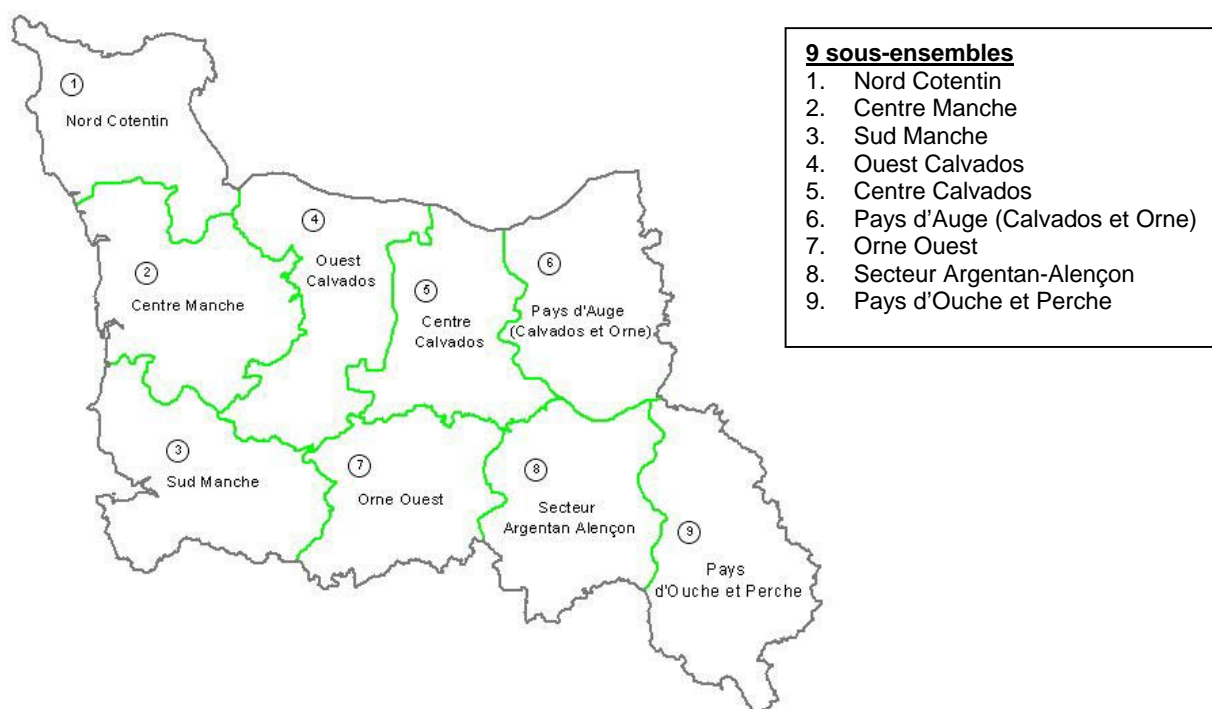 9 sous-ensembles
1. Nord Cotentin
2. Centre Manche
3. Sud Manche
4. Ouest Calvados
5. Centre Calvados
6. Pays d'Auge (Calvados et Orne)
7. Orne Ouest
8. Secteur Argentan-Alençon
9. Pays d'Ouche et Perche
1
Nord Cotentin
2
Centre Manche
3
Sud Manche
4
Ouest
Calvados
5
Centre
Calvados
6
Pays d'Auge
(Calvados et Orne)
7
Orne Ouest
8
Secteur
Argentan Alençon
9
Pays
d'Ouche et Perche